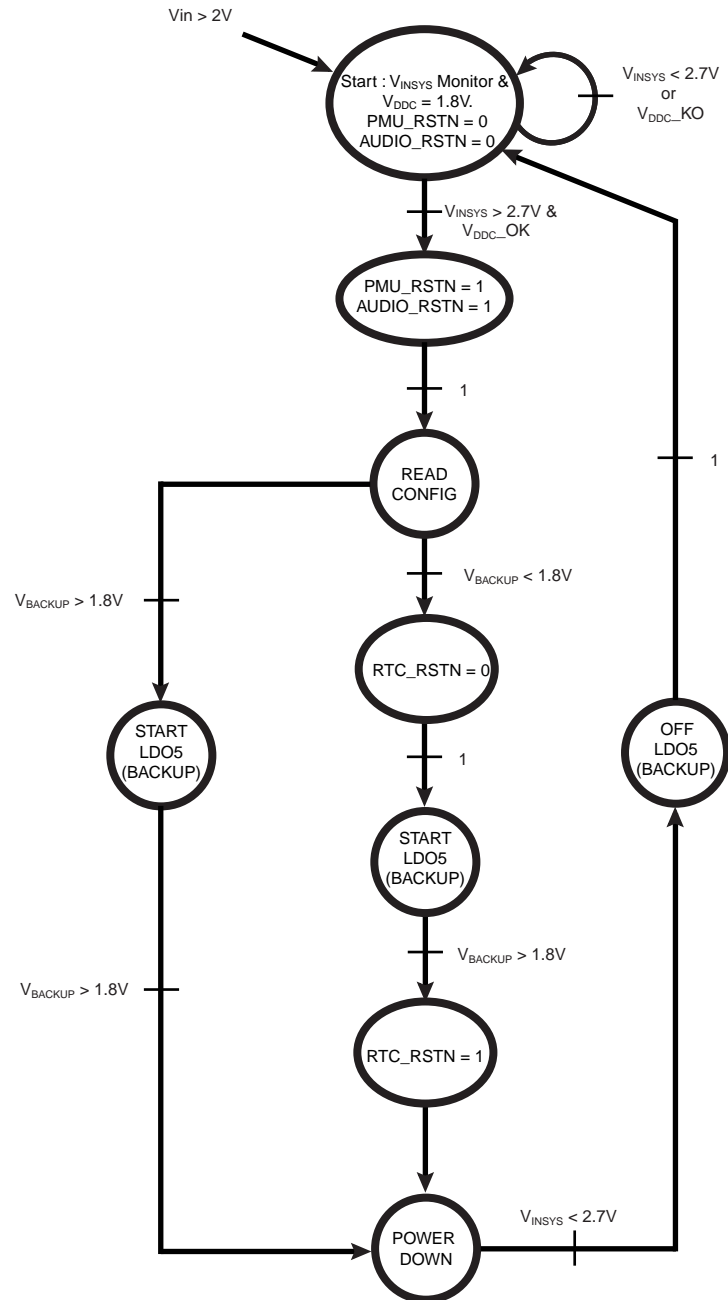 Vin > 2V
Start : VINSYS Monitor &
VDDC = 1.8V.
PMU_RSTN = 0
AUDIO_RSTN = 0
VINSYS < 2.7V
or
VDDC_KO
VINSYS > 2.7V &
VDDC_OK
PMU_RSTN = 1
AUDIO_RSTN = 1
1
READ
CONFIG
1
VBACKUP > 1.8V
VBACKUP < 1.8V
RTC_RSTN = 0
START
LDO5
(BACKUP)
1
OFF
LDO5
(BACKUP)
START
LDO5
(BACKUP)
VBACKUP > 1.8V
VBACKUP > 1.8V
RTC_RSTN = 1
POWER
DOWN
VINSYS < 2.7V